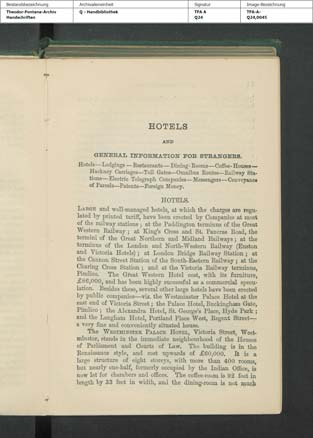 Bestandsbezeichnung Archivaleinheit Signatur Image-Bezeichnung
Theodor-Fontane-Archiv Q - Handbibliothek TFA A TFA-A-
Handschriften Q24 Q24,0045
HOTELS
AND
GENERAL INFORMATION FOR STRANGERS.
Hotels—Lodgings—Restaurants—Dining-Rooms—Coffee-Houses—
Hackney Carriages—Toll Gates—Omnibus Routes—Railway Sta-
tions—Electric Telegraph Companies—Messengers—Conveyance
of Parcels—Patents—Foreign Money.
HOTELS.
LARGE and well-managed hotels, at which the charges are regu-
lated by printed tariff, have been erected by Companies at most
of the railway stations; at the Paddington terminus of the Great
Western Railway; at King's Cross and St. Pancras Road, the
termini of the Great Northern and Midland Railways; at the
terminus of the London and North-Western Railway (Euston
and Victoria Hotels); at London Bridge Railway Station; at
the Cannon Street Station of the South-Eastern Railway; at the
Charing Cross Station; and at the Victoria Railway terminus,
Pimlico. The Great Western Hotel cost, with its furniture,
and has been highly successful as a commercial specu-
lation. Besides these, several other large hotels have been erected
by public companies—viz. the Westminster Palace Hotel at the
east end of Victoria Street; the Palace Hotel, Buckingham Gate,
Pimlico; the Alexandra Hotel, St. George's Place, Hyde Park;
and the Langham Hotel, Portland Place West, Regent Street—
a very fine and conveniently situated house.
The WESTMINSTER PALACE HOTEL, Victoria Street, West-
minster, stands in the immediate neighbourhood of the Houses
of Parliament and Courts of Law. The building is in the
Renaissance style, and cost upwards of It is a
large structure of eight storeys, with more than 400 rooms,
but nearly one-half, formerly occupied by the Indian Office, is
now let for chambers and offices. The coffee-room is 92 feet in
length by 33 feet in width, and the dining-room is not much